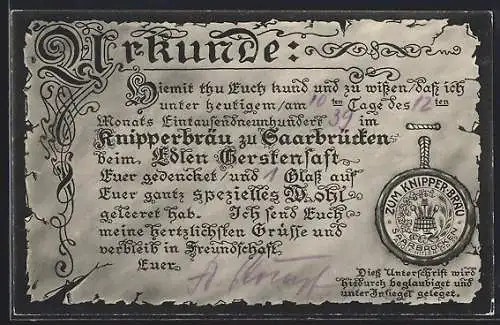 Urkunde:
Hiemit thu Euch kund und zu wißen/daß ich
unter heutigem/am 10ten Tage des 12ten
Monats Eintausendneunhundert 39 im
Knipperbräu zu Saarbrücken
beim Edlen Gerstensaft
Euer gedencket/und 1 Glaß auf
Euer gantz spezielles Wohl
geleeret hab. Ich send Euch
meine hertzlichsten Grüsse und
verbleib in Freundschaft
Euer
ZUM KNIPPER-BRÄU
SAARBRÜCKEN
Dieß Unterschrift wird
hiedurch beglaubiget und
unter Insiegel geleget.